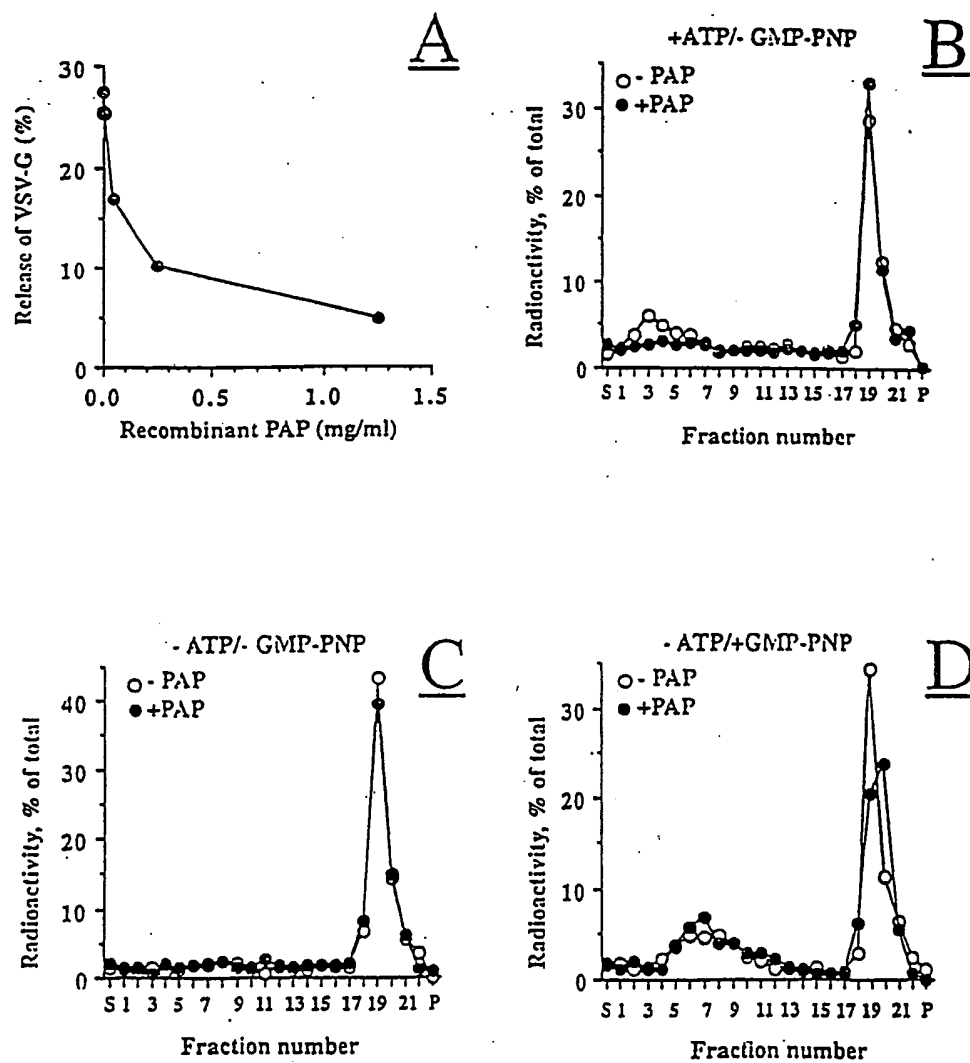 A
30
20
10
0
0.0 0.5 1.0 1.5
Release of VSV-G (%)
Recombinant PAP (mg/ml)
B
+ATP/- GMP-PNP
- PAP
+PAP
30
20
10
0
S 1 3 5 7 9 11 13 15 17 19 21 P
Radioactivity, % of total
Fraction number
C
- ATP/- GMP-PNP
- PAP
+PAP
40
30
20
10
0
S 1 3 5 7 9 11 13 15 17 19 21 P
Radioactivity, % of total
Fraction number
D
- ATP/+GMP-PNP
- PAP
+PAP
30
20
10
0
S 1 3 5 7 9 11 13 15 17 19 21 P
Radioactivity, % of total
Fraction number